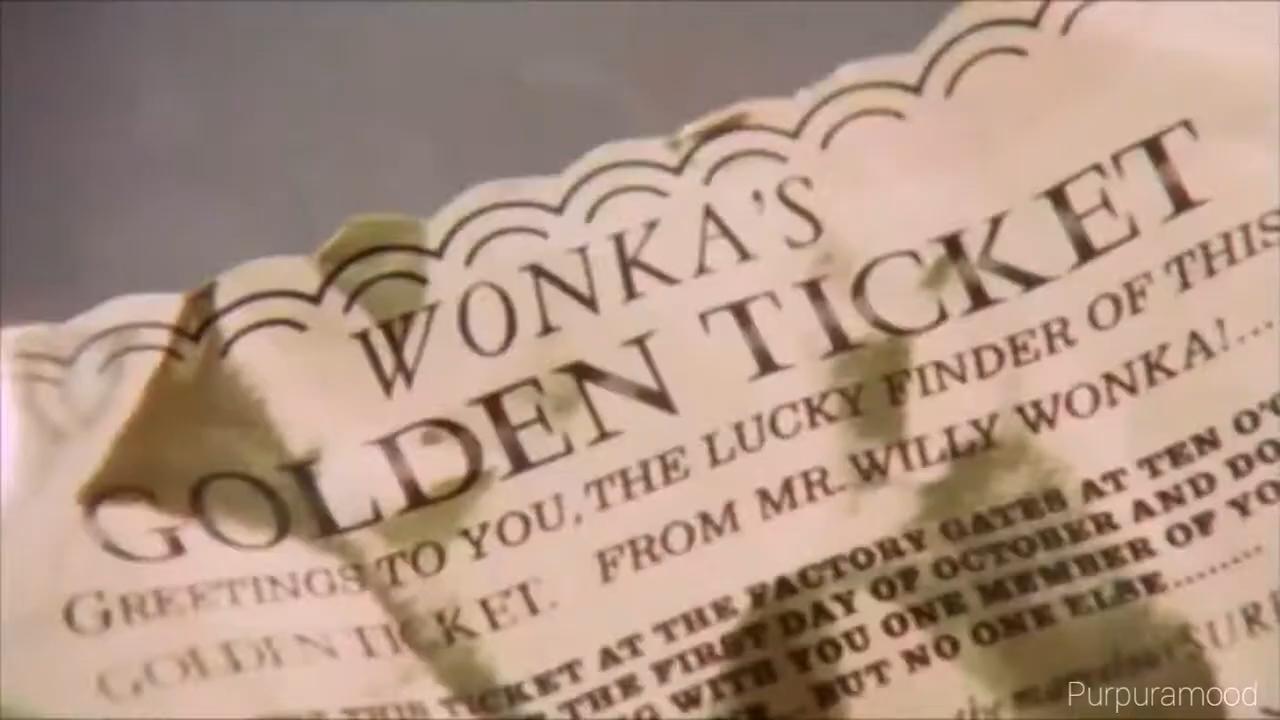 WONKA'S
GOLDEN TICKET
GREETINGS TO YOU, THE LUCKY FINDER OF THIS
GOLDEN TICKET. FROM MR. WILLY WONKA!...
THIS TICKET AT THE FACTORY GATES AT TEN O'C
THE FIRST DAY OF OCTOBER AND DO
WITH YOU ONE MEMBER OF YO
BUT NO ONE ELSE........
Purpuramood